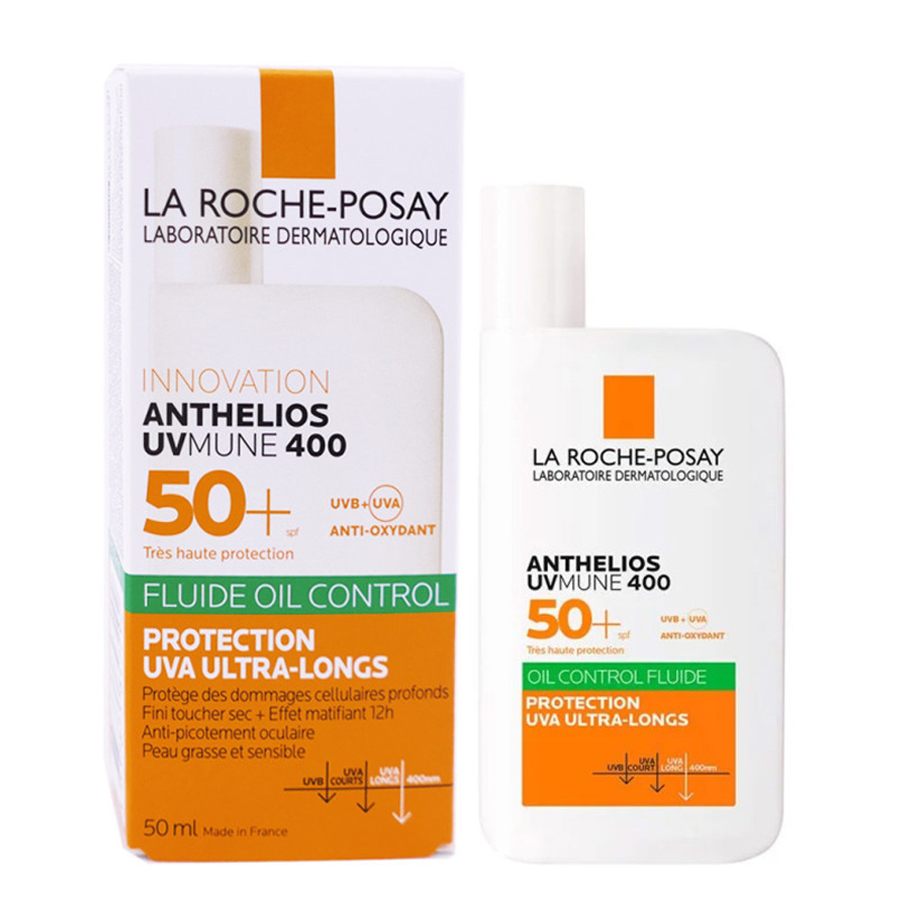 LA ROCHE-POSAY
LABORATOIRE DERMATOLOGIQUE
INNOVATION
ANTHELIOS
UVMUNE 400
50+ spf
UVB + UVA
ANTI-OXYDANT
Très haute protection
FLUIDE OIL CONTROL
PROTECTION
UVA ULTRA-LONGS
Protège des dommages cellulaires profonds
Fini toucher sec + Effet matifiant 12h
Anti-picotement oculaire
Peau grasse et sensible
UVB UVA COURTS UVA LONGS 400nm
50 ml Made in France
LA ROCHE-POSAY
LABORATOIRE DERMATOLOGIQUE
ANTHELIOS
UVMUNE 400
50+ spf
UVB + UVA
ANTI-OXYDANT
Très haute protection
OIL CONTROL FLUIDE
PROTECTION
UVA ULTRA-LONGS
UVB UVA COURT UVA LONG 400nm